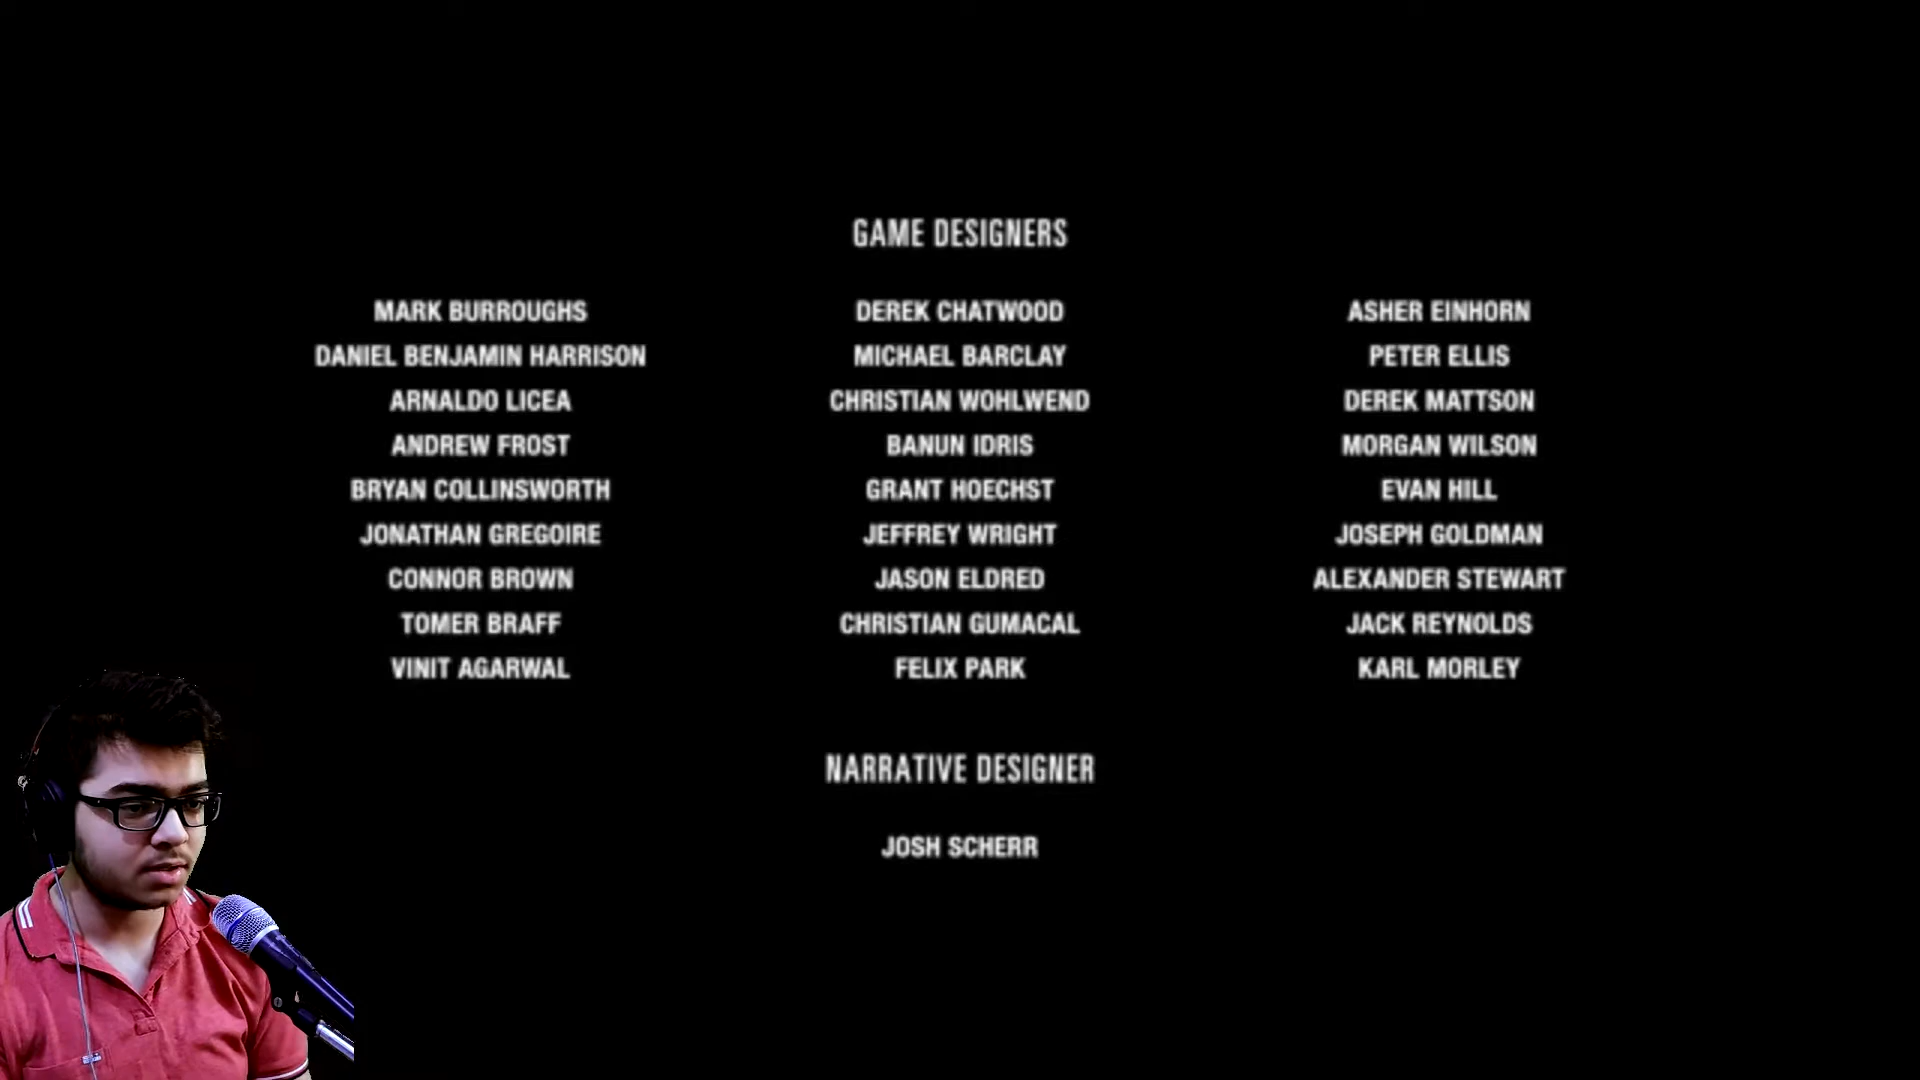 GAME DESIGNERS
MARK BURROUGHS DEREK CHATWOOD ASHER EINHORN
DANIEL BENJAMIN HARRISON MICHAEL BARCLAY PETER ELLIS
ARNALDO LICEA CHRISTIAN WOHLWEND DEREK MATTSON
ANDREW FROST BANUN IDRIS MORGAN WILSON
BRYAN COLLINSWORTH GRANT HOECHST EVAN HILL
JONATHAN GREGOIRE JEFFREY WRIGHT JOSEPH GOLDMAN
CONNOR BROWN JASON ELDRED ALEXANDER STEWART
TOMER BRAFF CHRISTIAN GUMACAL JACK REYNOLDS
VINIT AGARWAL FELIX PARK KARL MORLEY
NARRATIVE DESIGNER
JOSH SCHERR